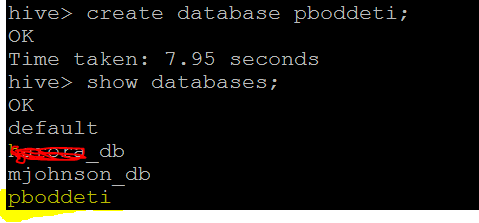 hive> create database pboddeti;
OK
Time taken: 7.95 seconds
hive> show databases;
OK
default
_db
mjohnson_db
pboddeti